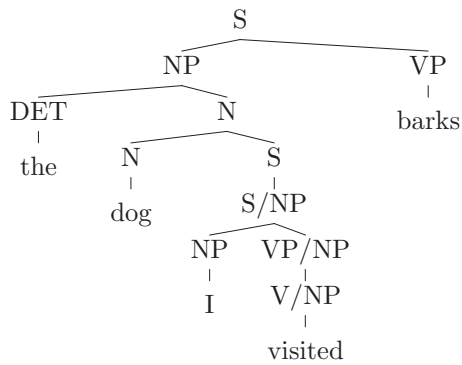 S
NP VP
DET N barks
the N S
dog S/NP
NP VP/NP
I V/NP
visited